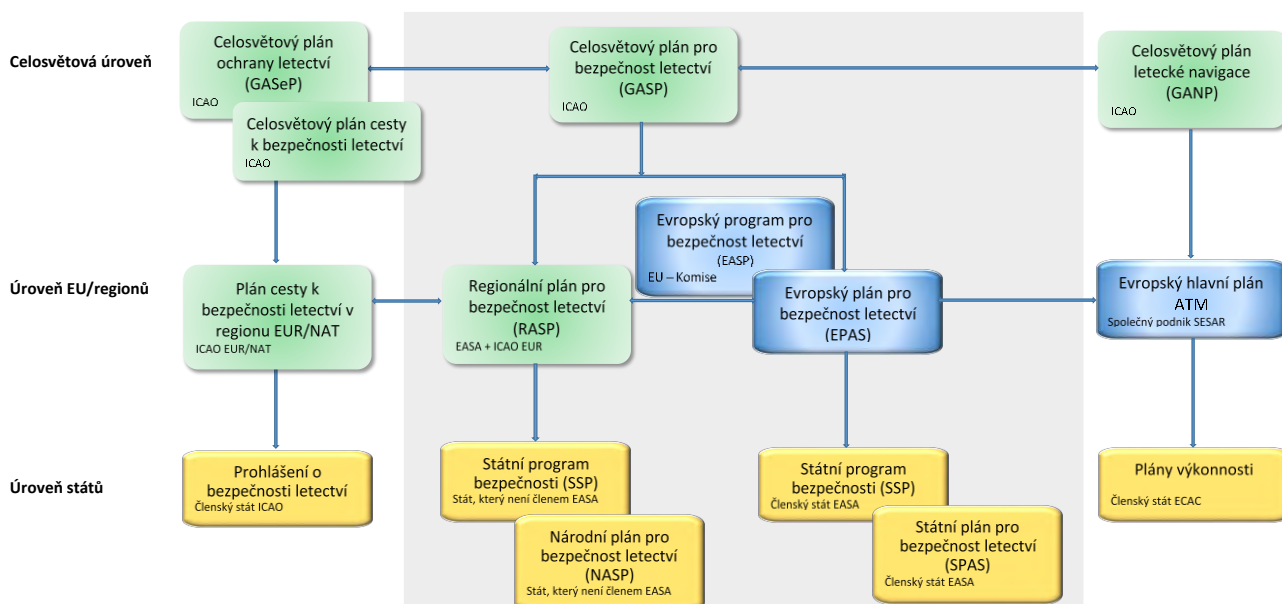 Celosvětová úroveň
Celosvětový plán
ochrany letectví
(GASeP)
ICAO
Celosvětový plán cesty
k bezpečnosti letectví
ICAO
Celosvětový plán pro
bezpečnost letectví
(GASP)
ICAO
Celosvětový plán
letecké navigace
(GANP)
ICAO
Úroveň EU/regionů
Plán cesty k
bezpečnosti letectví v
regionu EUR/NAT
ICAO EUR/NAT
Regionální plán pro
bezpečnost letectví
(RASP)
EASA + ICAO EUR
Evropský program pro
bezpečnost letectví
(EASP)
EU – Komise
Evropský plán pro
bezpečnost letectví
(EPAS)
Evropský hlavní plán
ATM
Společný podnik SESAR
Úroveň států
Prohlášení o
bezpečnosti letectví
Členský stát ICAO
Státní program
bezpečnosti (SSP)
Stát, který není členem EASA
Národní plán pro
bezpečnost letectví
(NASP)
Stát, který není členem EASA
Státní program
bezpečnosti (SSP)
Členský stát EASA
Státní plán pro
bezpečnost letectví
(SPAS)
Členský stát EASA
Plány výkonnosti
Členský stát ECAC